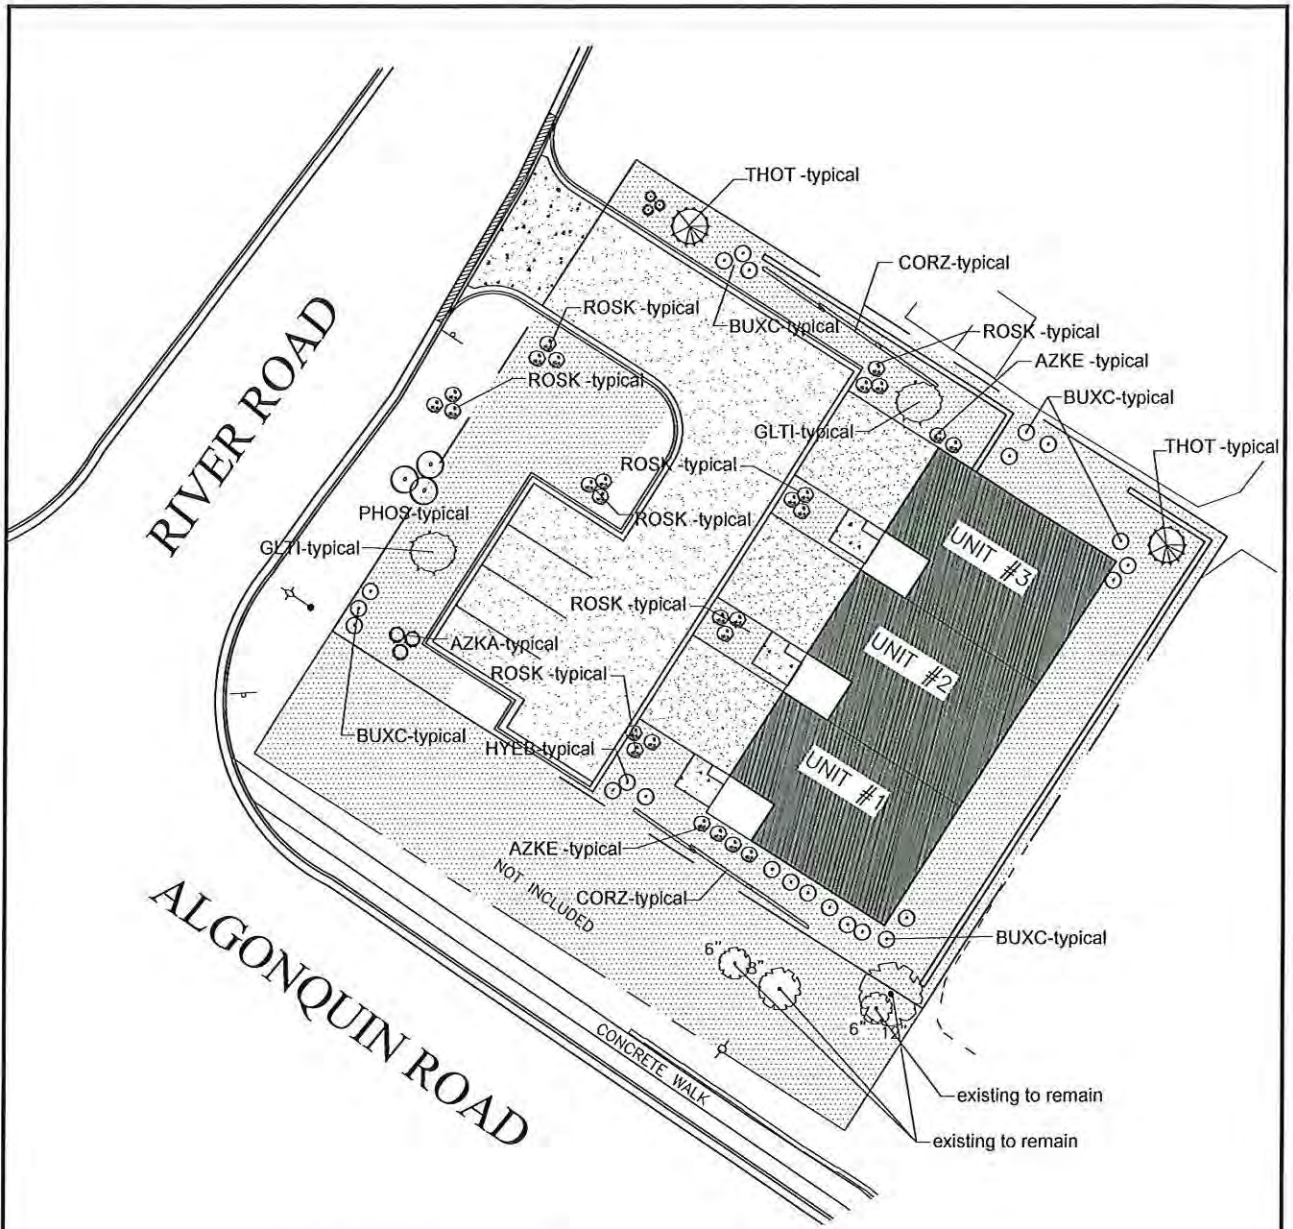 THOT -typical
CORZ-typical
ROSK -typical
BUXC-typical
ROSK -typical
AZKE -typical
ROSK -typical
BUXC-typical
GLTI-typical
THOT -typical
ROSK -typical
RIVER ROAD
PHOS-typical
ROSK -typical
GLTI-typical
UNIT #3
ROSK -typical
AZKA-typical
UNIT #2
ROSK -typical
BUXC-typical
HYEB-typical
UNIT #1
AZKE -typical
NOT INCLUDED
CORZ-typical
BUXC-typical
6"
8"
6"
12"
ALGONQUIN ROAD
CONCRETE WALK
existing to remain
existing to remain